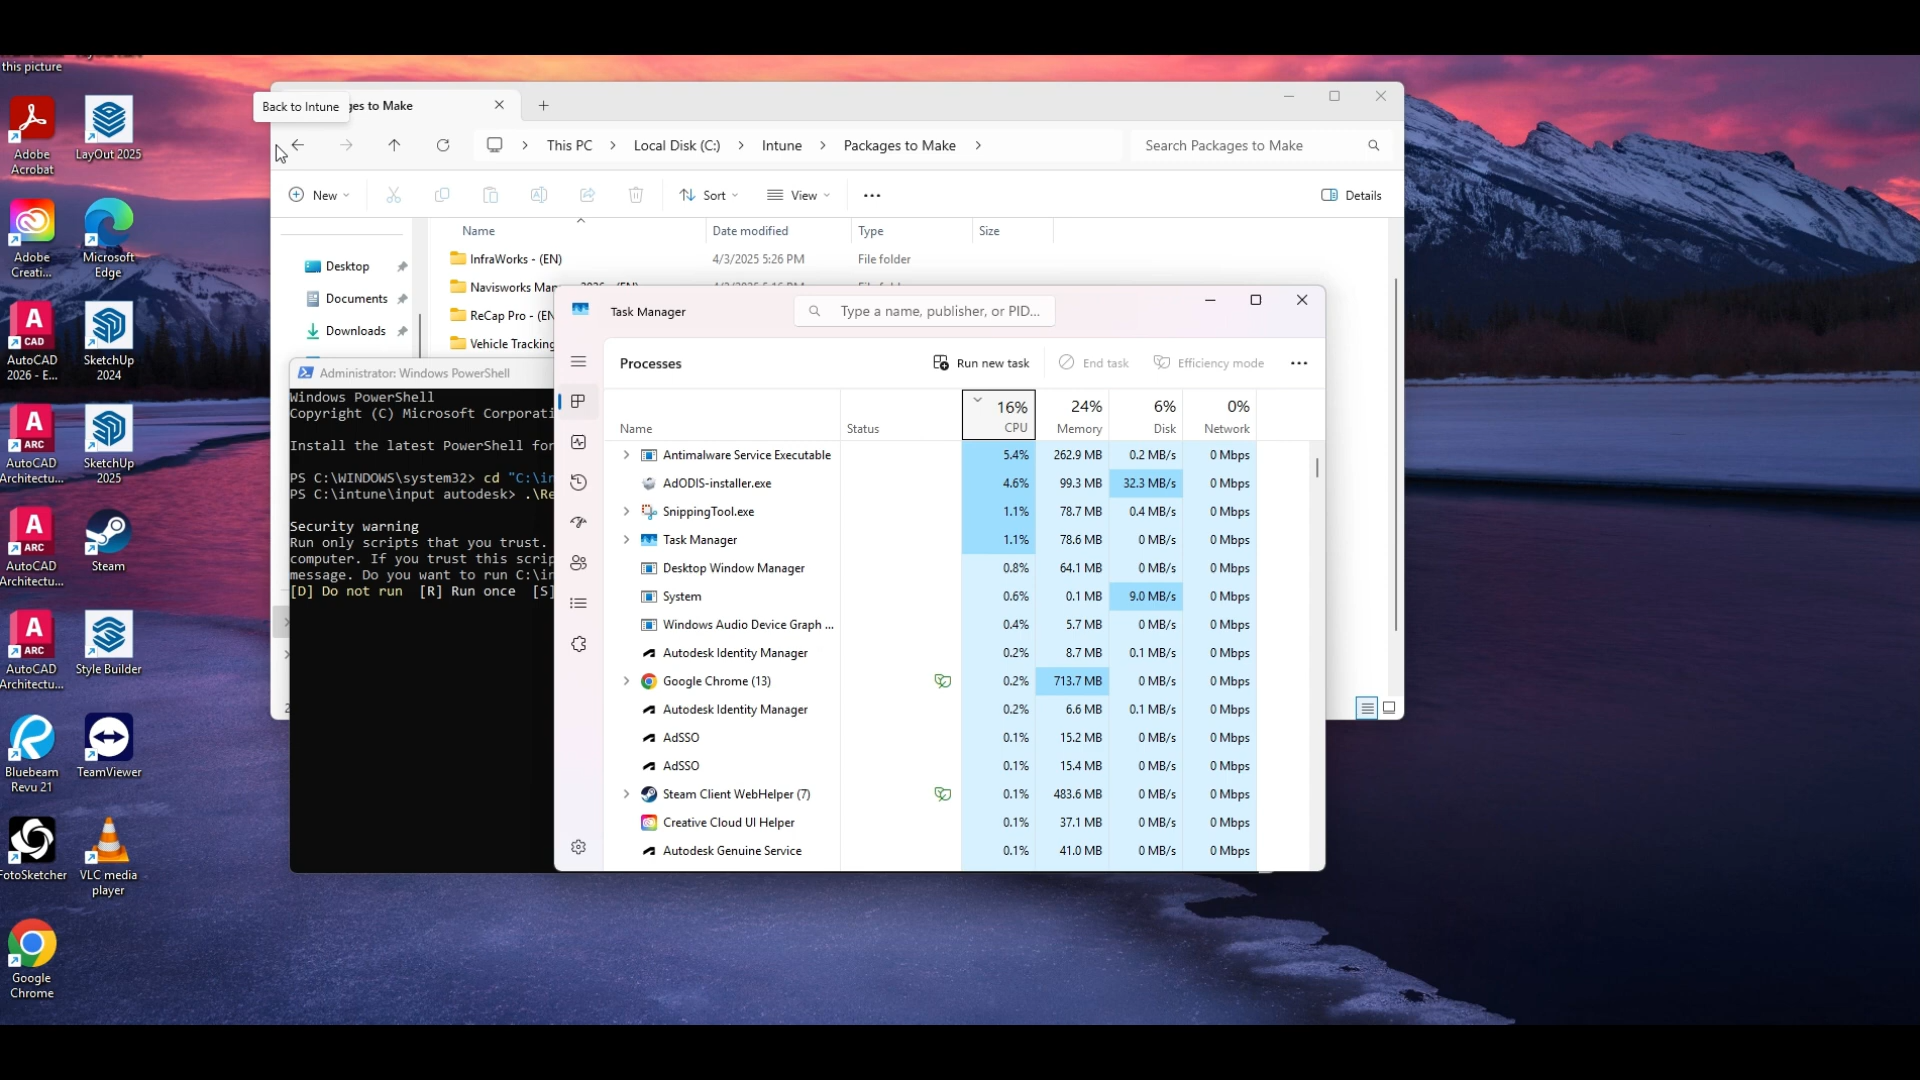 this picture
Adobe
Acrobat
LayOut 2025
Adobe
Creati...
Microsoft
Edge
AutoCAD
2026 - E...
SketchUp
2024
AutoCAD
Architectu...
SketchUp
2025
AutoCAD
Architectu...
Steam
AutoCAD
Architectu...
Style Builder
Bluebeam
Revu 21
TeamViewer
FotoSketcher
VLC media
player
Google
Chrome
Back to Intune
ges to Make
This PC
Local Disk (C:)
Intune
Packages to Make
Search Packages to Make
New
Sort
View
Details
Name
Date modified
Type
Size
Desktop
Documents
Downloads
InfraWorks - (EN)
4/3/2025 5:26 PM
File folder
Navisworks Man
ReCap Pro - (EN
Vehicle Tracking
Administrator: Windows PowerShell
Windows PowerShell
Copyright (C) Microsoft Corporati
Install the latest PowerShell for
PS C:\WINDOWS\system32> cd "C:\in
PS C:\intune\input autodesk> .\Re
Security warning
Run only scripts that you trust.
computer. If you trust this scrip
message. Do you want to run C:\in
[D] Do not run [R] Run once [S]
Task Manager
Type a name, publisher, or PID...
Processes
Run new task
End task
Efficiency mode
16% 24% 6% 0%
Name Status CPU Memory Disk Network
Antimalware Service Executable 5.4% 262.9 MB 0.2 MB/s 0 Mbps
AdODIS-installer.exe 4.6% 99.3 MB 32.3 MB/s 0 Mbps
SnippingTool.exe 1.1% 78.7 MB 0.4 MB/s 0 Mbps
Task Manager 1.1% 78.6 MB 0 MB/s 0 Mbps
Desktop Window Manager 0.8% 64.1 MB 0 MB/s 0 Mbps
System 0.6% 0.1 MB 9.0 MB/s 0 Mbps
Windows Audio Device Graph ... 0.4% 5.7 MB 0 MB/s 0 Mbps
Autodesk Identity Manager 0.2% 8.7 MB 0.1 MB/s 0 Mbps
Google Chrome (13) 0.2% 713.7 MB 0 MB/s 0 Mbps
Autodesk Identity Manager 0.2% 6.6 MB 0.1 MB/s 0 Mbps
AdSSO 0.1% 15.2 MB 0 MB/s 0 Mbps
AdSSO 0.1% 15.4 MB 0 MB/s 0 Mbps
Steam Client WebHelper (7) 0.1% 483.6 MB 0 MB/s 0 Mbps
Creative Cloud UI Helper 0.1% 37.1 MB 0 MB/s 0 Mbps
Autodesk Genuine Service 0.1% 41.0 MB 0 MB/s 0 Mbps